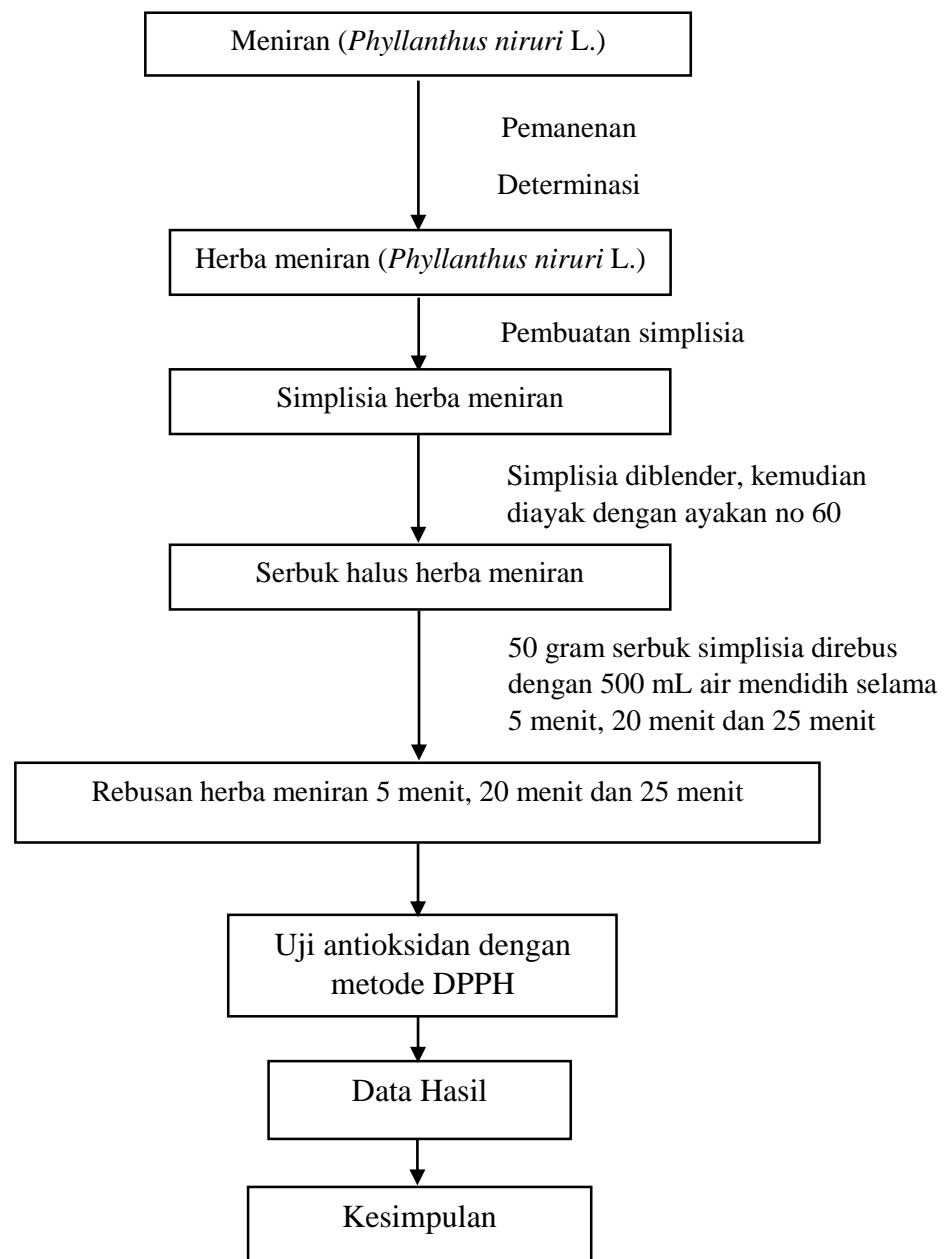 Meniran (Phyllanthus niruri L.)
Pemanenan
Determinasi
Herba meniran (Phyllanthus niruri L.)
Pembuatan simplisia
Simplisia herba meniran
Simplisia diblender, kemudian
diayak dengan ayakan no 60
Serbuk halus herba meniran
50 gram serbuk simplisia direbus
dengan 500 mL air mendidih selama
5 menit, 20 menit dan 25 menit
Rebusan herba meniran 5 menit, 20 menit dan 25 menit
Uji antioksidan dengan
metode DPPH
Data Hasil
Kesimpulan